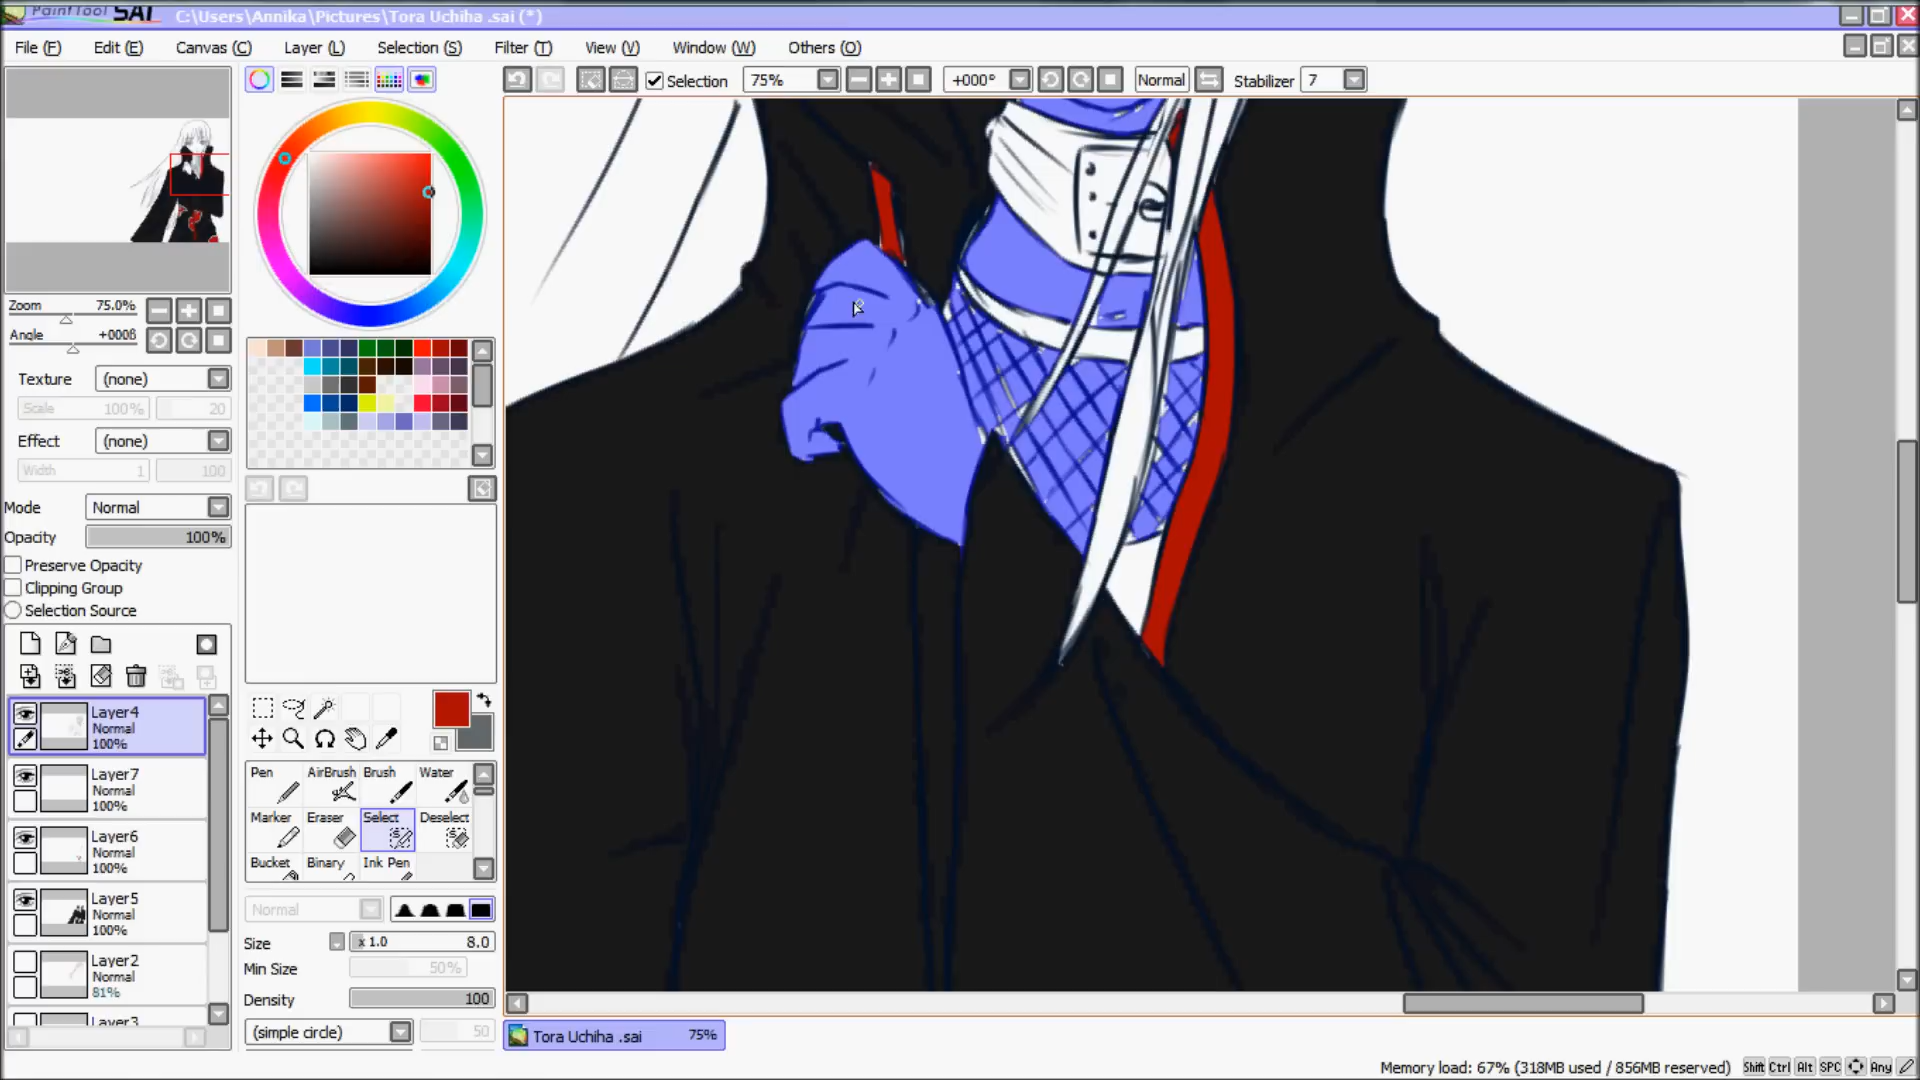 PaintTool SAI C:\Users\Annika\Pictures\Tora Uchiha .sai (*)
File (F) Edit (E) Canvas (C) Layer (L) Selection (S) Filter (T) View (V) Window (W) Others (O)
Selection 75% +000° Normal Stabilizer 7
Zoom 75.0%
Angle +000ß
Texture (none)
Scale 100% 20
Effect (none)
Width 1 100
Mode Normal
Opacity 100%
Preserve Opacity
Clipping Group
Selection Source
Layer4
Normal
100%
Layer7
Normal
100%
Layer6
Normal
100%
Layer5
Normal
100%
Layer2
Normal
81%
Layer3
Pen AirBrush Brush Water
Marker Eraser Select Deselect
Bucket Binary Ink Pen
Normal
Size x 1.0 8.0
Min Size 50%
Density 100
(simple circle) 50
Tora Uchiha .sai 75%
Memory load: 67% (318MB used / 856MB reserved) Shift Ctrl Alt SPC Any